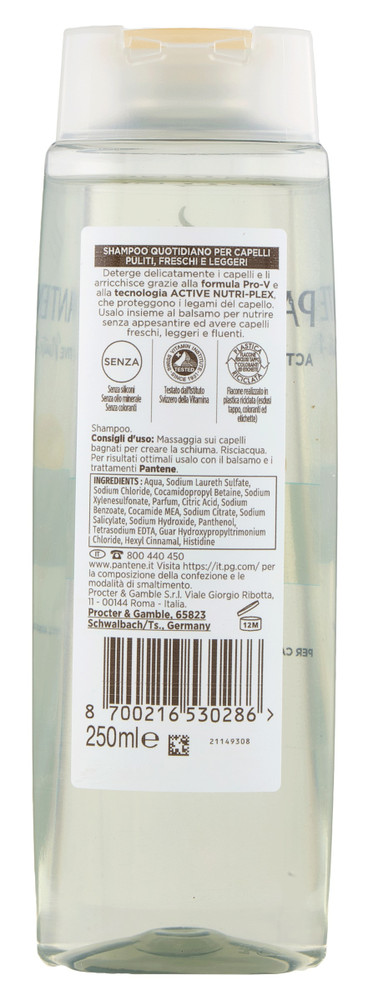 SHAMPOO QUOTIDIANO PER CAPELLI
PULITI, FRESCHI E LEGGERI
Deterge delicatamente i capelli e li
arricchisce grazie alla formula Pro-V e
alla tecnologia ACTIVE NUTRI-PLEX,
che proteggono i legami del capello.
Usalo insieme al balsamo per nutrire
senza appesantire ed avere capelli
freschi, leggeri e fluenti.
SENZA
Senza siliconi
Senza olio minerale
Senza coloranti
TESTED
Testato dall'Istituto
Svizzero della Vitamina
PLASTICA
RICICLATA
Flacone realizzato in
plastica riciclata (esclusi
tappo, coloranti ed
etichette)
Shampoo.
Consigli d'uso: Massaggia sui capelli
bagnati per creare la schiuma. Risciacqua.
Per risultati ottimali usalo con il balsamo e i
trattamenti Pantene.
INGREDIENTS : Aqua, Sodium Laureth Sulfate,
Sodium Chloride, Cocamidopropyl Betaine, Sodium
Xylenesulfonate, Parfum, Citric Acid, Sodium
Benzoate, Cocamide MEA, Sodium Citrate, Sodium
Salicylate, Sodium Hydroxide, Panthenol,
Tetrasodium EDTA, Guar Hydroxypropyltrimonium
Chloride, Hexyl Cinnamal, Histidine
IT ☎ 800 440 450
www.pantene.it Visita https://it.pg.com/ per
la composizione della confezione e le
modalità di smaltimento.
Procter & Gamble S.r.l. Viale Giorgio Ribotta,
11 - 00144 Roma - Italia.
Procter & Gamble, 65823
Schwalbach/Ts., Germany
12M
8 700216 530286 >
250ml e
21149308